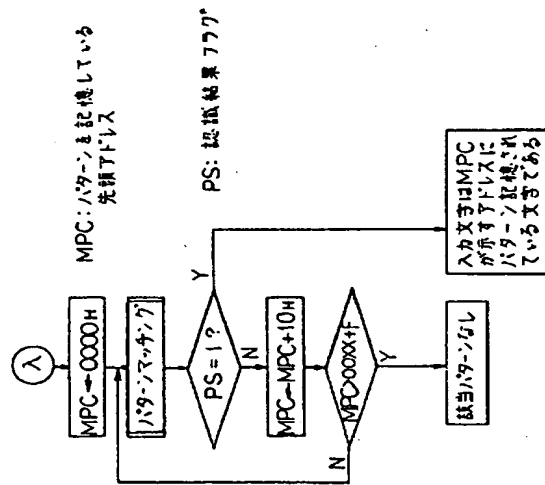 λ
MPC←0000H
MPC:パターンを記憶している
先頭アドレス
パターンマッチング
PS=1?
Y
N
PS:認識結果フラグ
MPC←MPC+10H
MPC>00XX+F
N
Y
該当パターンなし
入力文字はMPC
が示すアドレスに
パターン記憶され
ている文字である